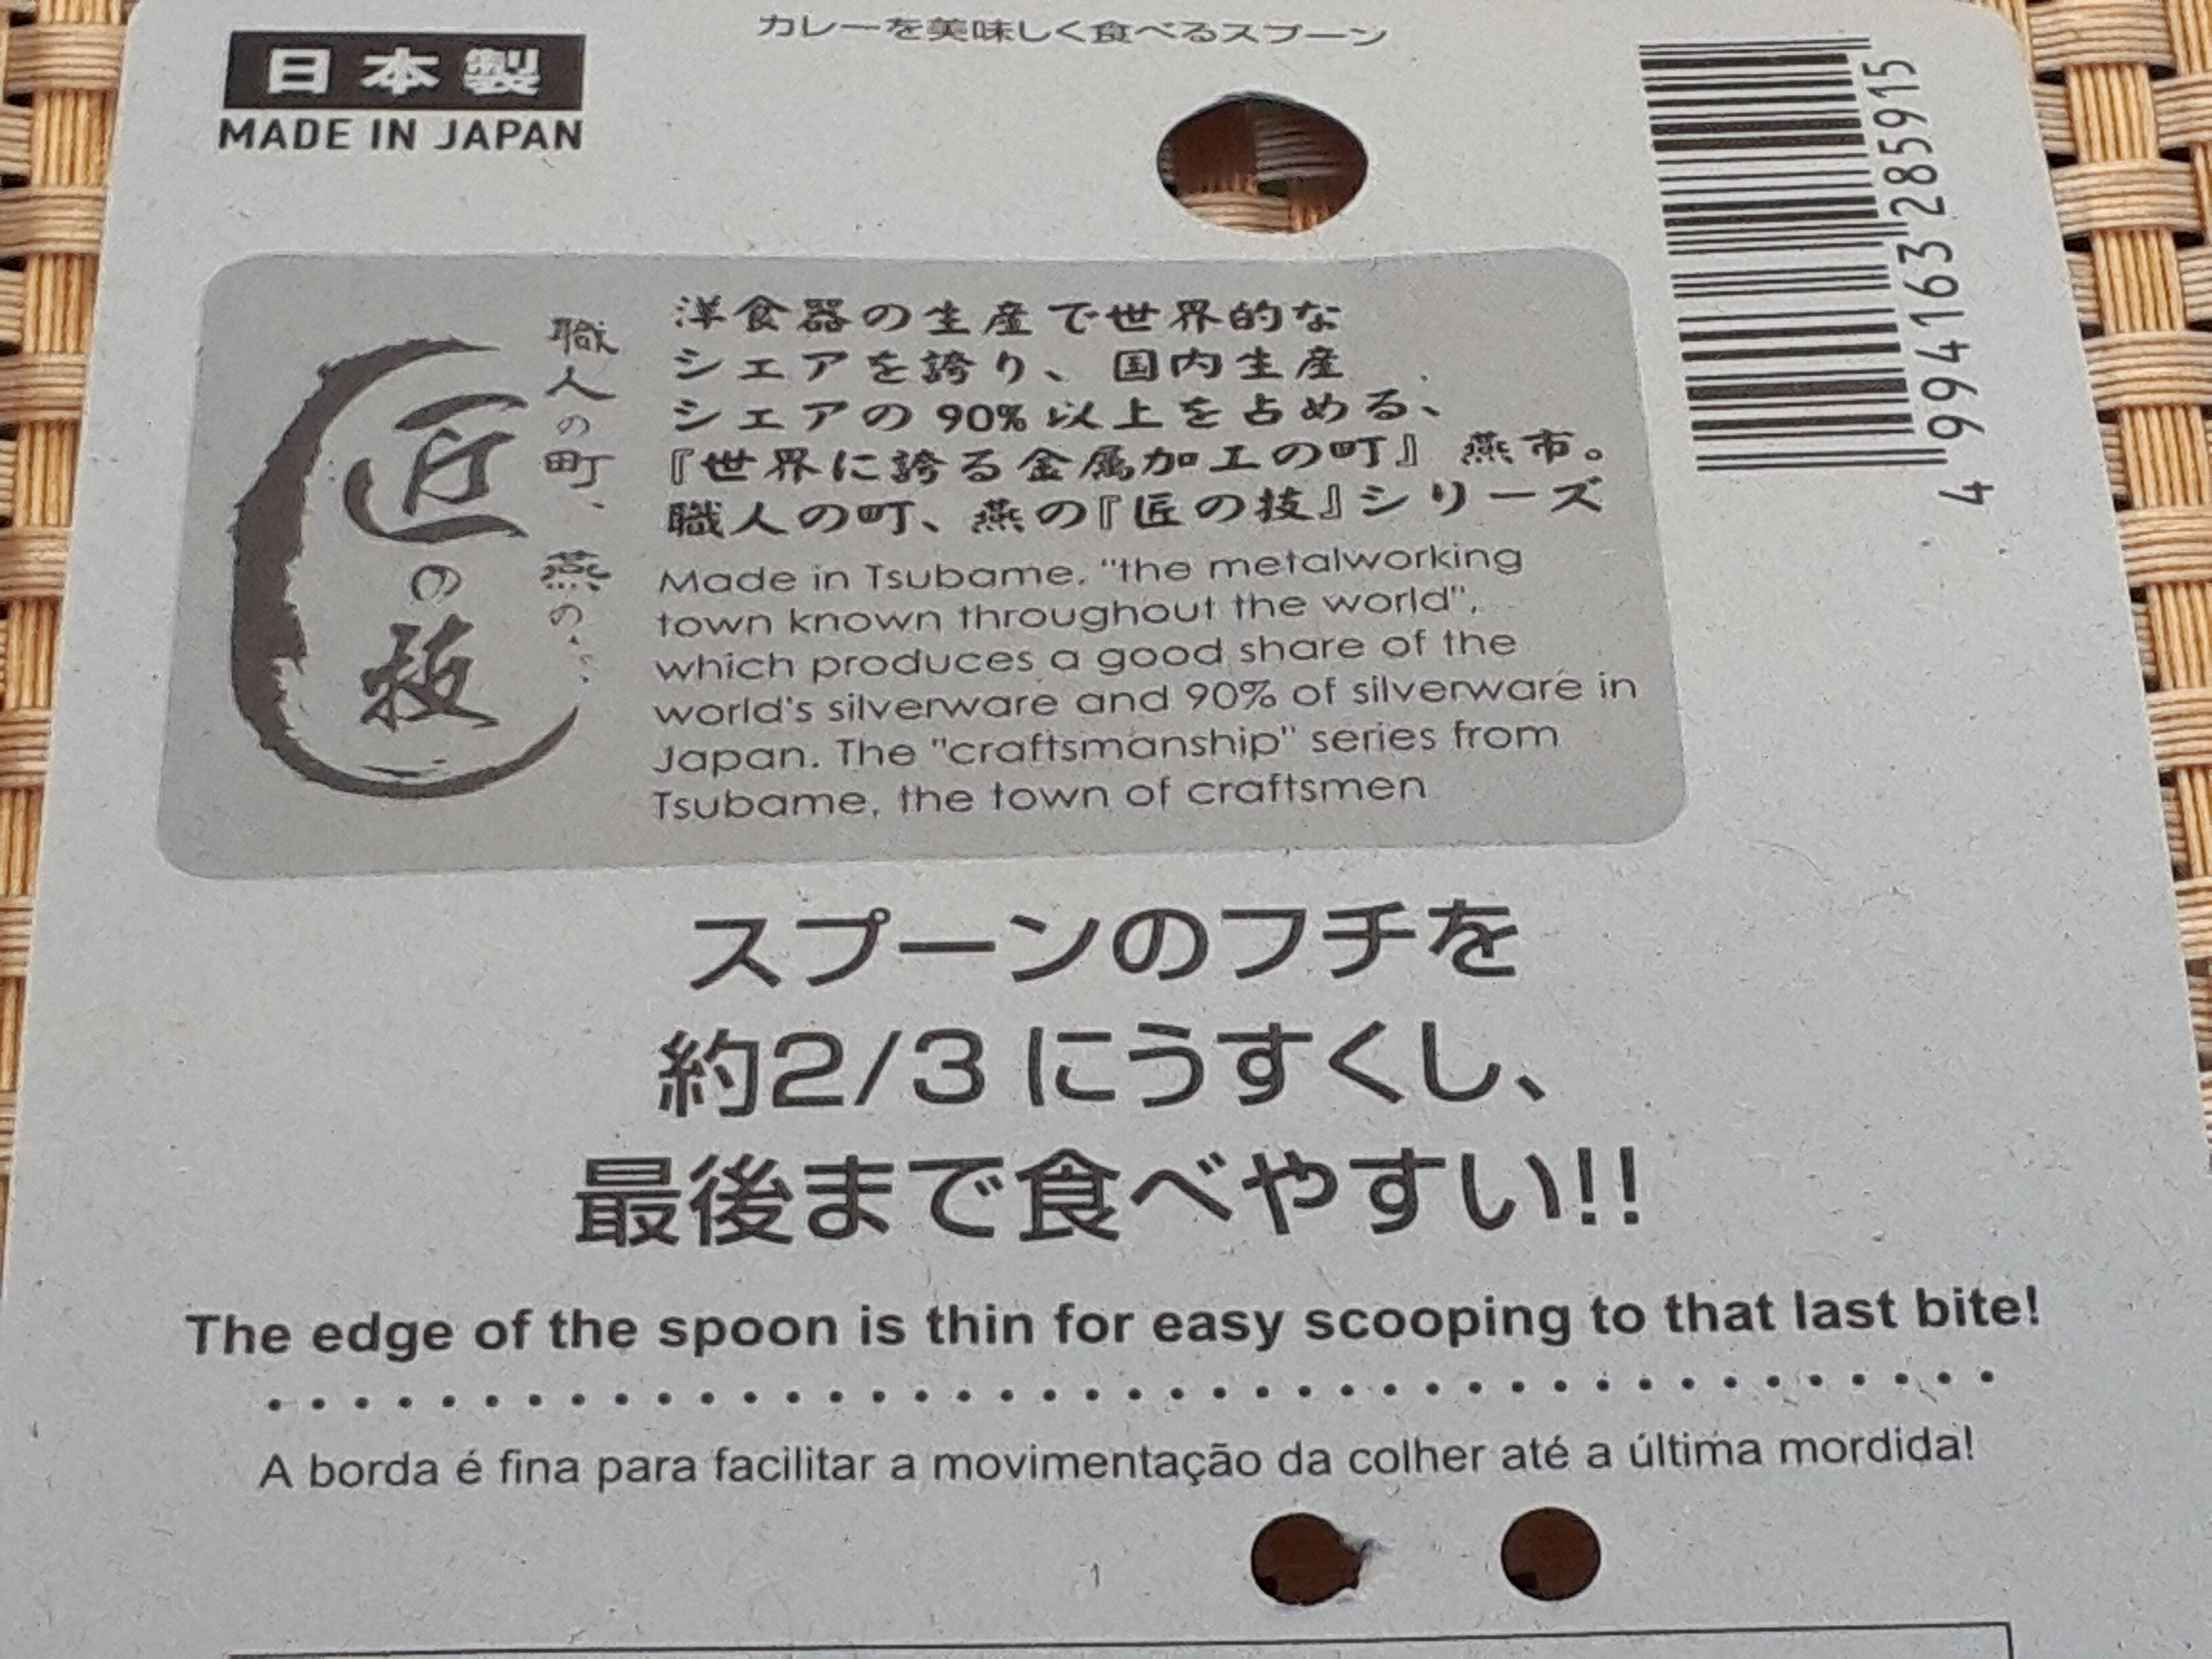 カレーを美味しく食べるスプーン
日本製
MADE IN JAPAN
4 994163 285915
職人の町、燕の・・・
匠の技
洋食器の生産で世界的な
シェアを誇り、国内生産
シェアの90%以上を占める、
『世界に誇る金属加工の町』燕市。
職人の町、燕の『匠の技』シリーズ
Made in Tsubame, "the metalworking
town known throughout the world",
which produces a good share of the
world's silverware and 90% of silverware in
Japan. The "craftsmanship" series from
Tsubame, the town of craftsmen
スプーンのフチを
約2/3にうすくし、
最後まで食べやすい!!
The edge of the spoon is thin for easy scooping to that last bite!
A borda é fina para facilitar a movimentação da colher até a última mordida!